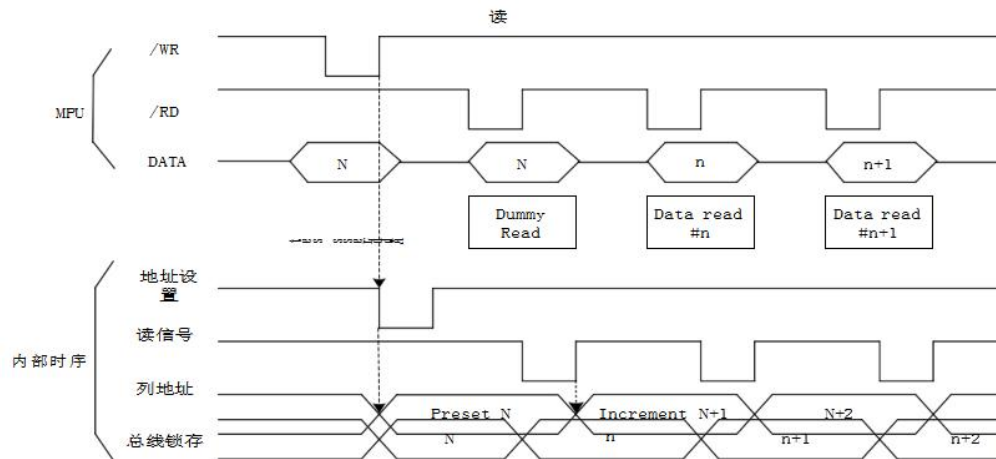 读
/WR
MPU
/RD
DATA
N
N
n
n+1
Dummy
Read
Data read
#n
Data read
#n+1
地址设
置
读信号
内部时序
列地址
Preset N
Increment N+1
N+2
总线锁存
N
n
n+1
n+2